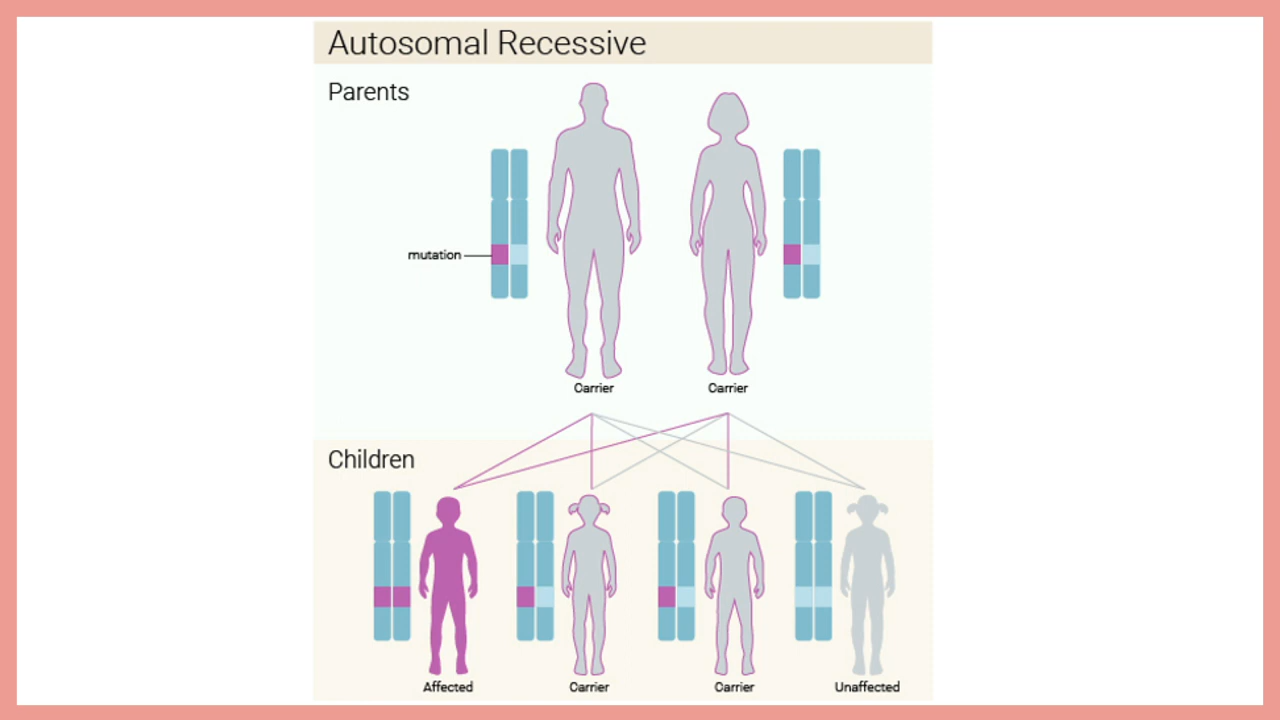 Autosomal Recessive
Parents
mutation
Carrier Carrier
Children
Affected Carrier Carrier Unaffected